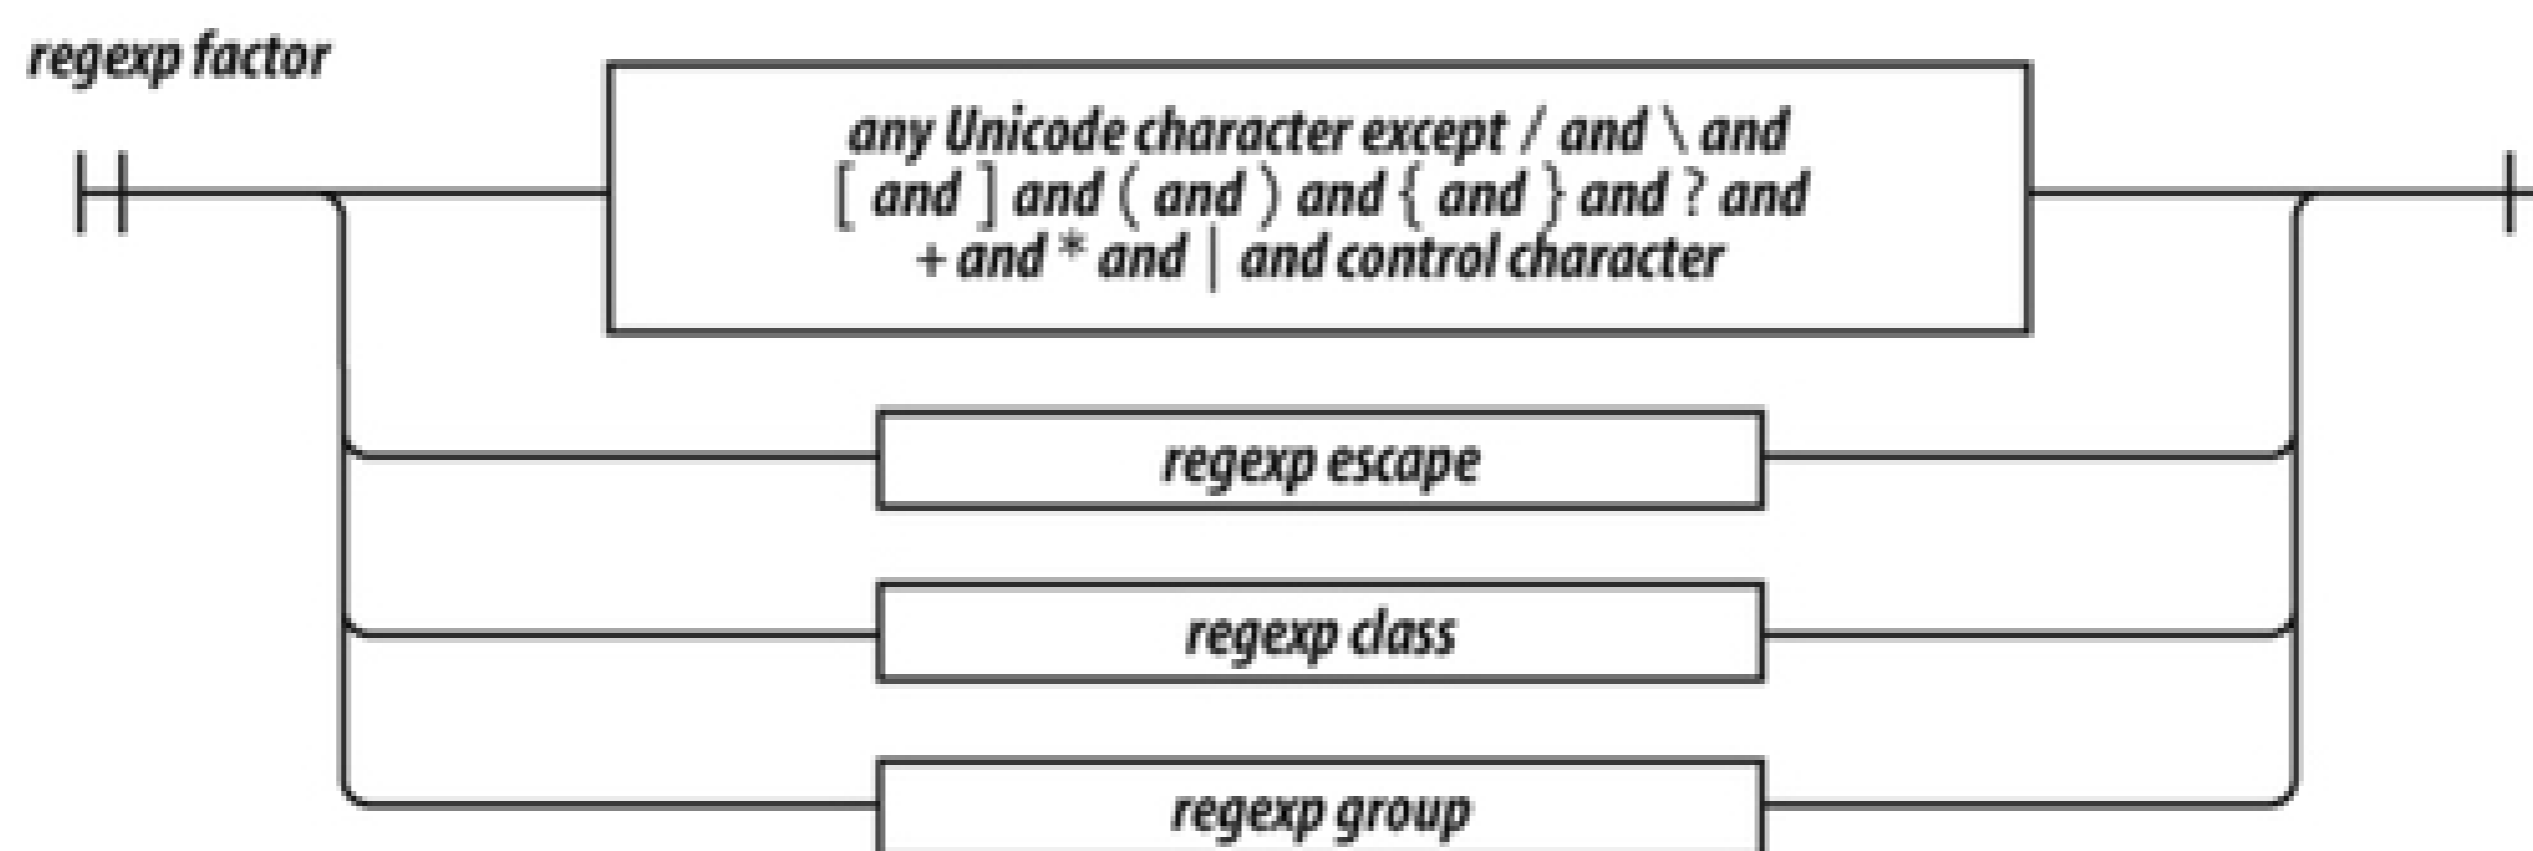 regexp factor
any Unicode character except / and \ and
[ and ] and ( and ) and { and } and ? and
+ and * and | and control character
regexp escape
regexp class
regexp group